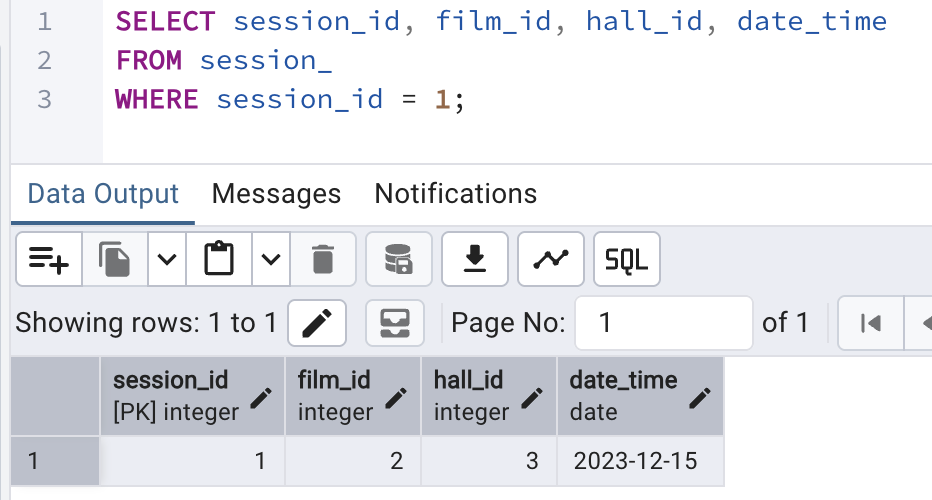 1 SELECT session_id, film_id, hall_id, date_time
2 FROM session_
3 WHERE session_id = 1;
Data Output Messages Notifications
SQL
Showing rows: 1 to 1 Page No: 1 of 1
session_id film_id hall_id date_time
[PK] integer integer integer date
1 1 2 3 2023-12-15